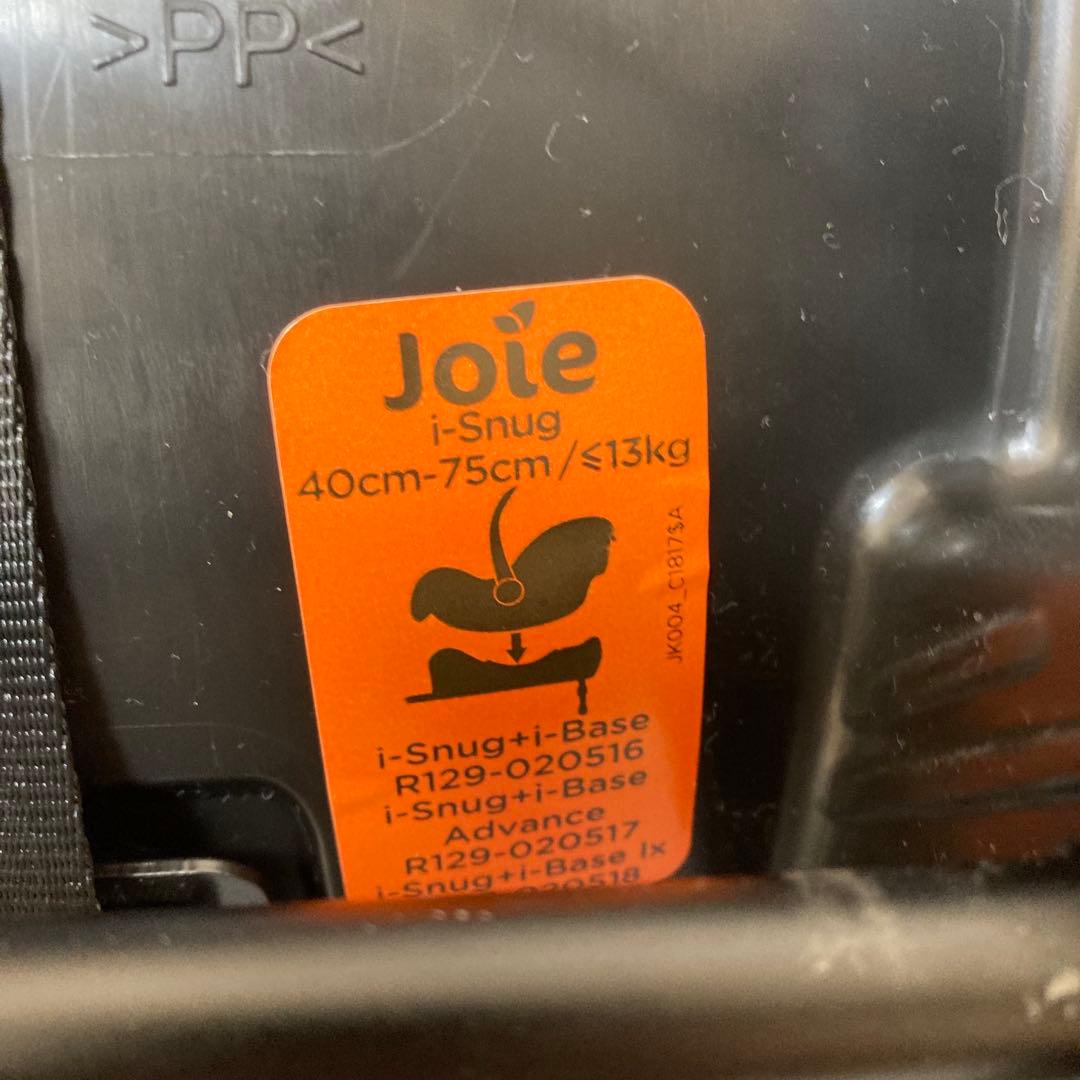 >PP<
Joie
i-Snug
40cm-75cm/≤13kg
JK004_C1817$A
i-Snug+i-Base
R129-020516
i-Snug+i-Base
Advance
R129-020517
i-Snug+i-Base lx
020518